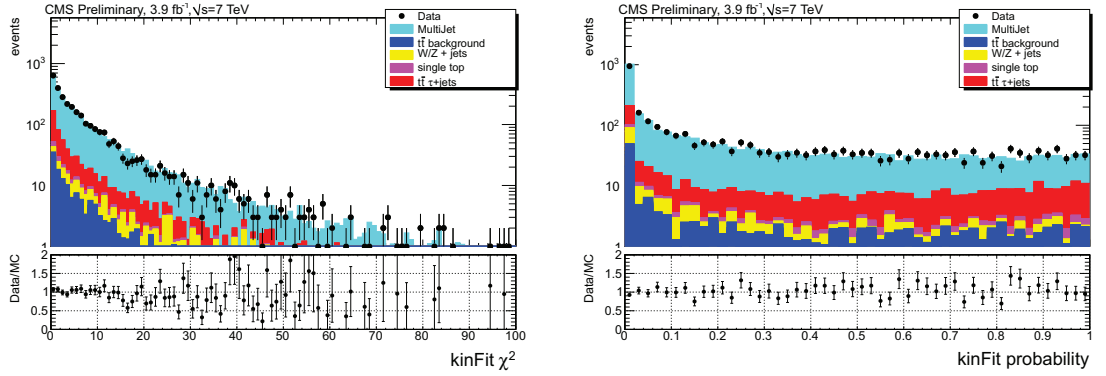 CMS Preliminary, 3.9 fb⁻¹, √s=7 TeV
events
Data
MultiJet
tt̄ background
W/Z + jets
single top
tt̄ τ+jets
10³
10²
10
1
Data/MC
2
1.5
1
0.5
0
0 10 20 30 40 50 60 70 80 90 100
kinFit χ²
CMS Preliminary, 3.9 fb⁻¹, √s=7 TeV
events
Data
MultiJet
tt̄ background
W/Z + jets
single top
tt̄ τ+jets
10³
10²
10
1
Data/MC
2
1.5
1
0.5
0
0 0.1 0.2 0.3 0.4 0.5 0.6 0.7 0.8 0.9 1
kinFit probability